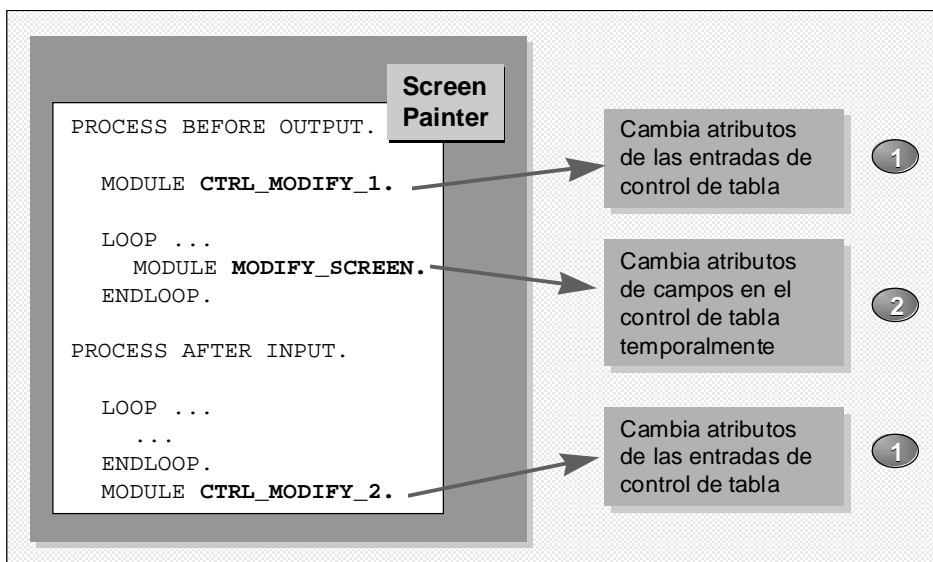 Screen
Painter
PROCESS BEFORE OUTPUT.
MODULE CTRL_MODIFY_1.
LOOP ...
MODULE MODIFY_SCREEN.
ENDLOOP.
PROCESS AFTER INPUT.
LOOP ...
...
ENDLOOP.
MODULE CTRL_MODIFY_2.
Cambia atributos
de las entradas de
control de tabla
1
Cambia atributos
de campos en el
control de tabla
temporalmente
2
Cambia atributos
de las entradas de
control de tabla
1